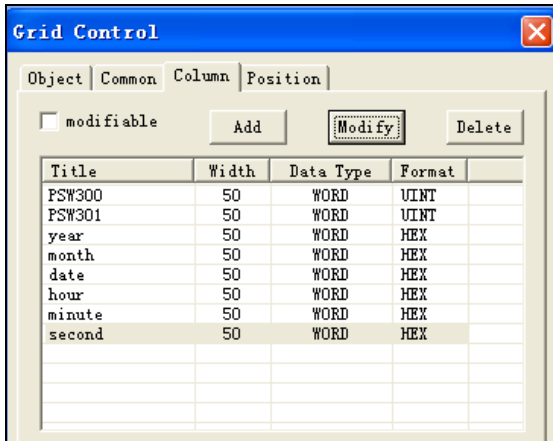 Grid Control
Object Common Column Position
modifiable Add Modify Delete
Title Width Data Type Format
PSW300 50 WORD UINT
PSW301 50 WORD UINT
year 50 WORD HEX
month 50 WORD HEX
date 50 WORD HEX
hour 50 WORD HEX
minute 50 WORD HEX
second 50 WORD HEX